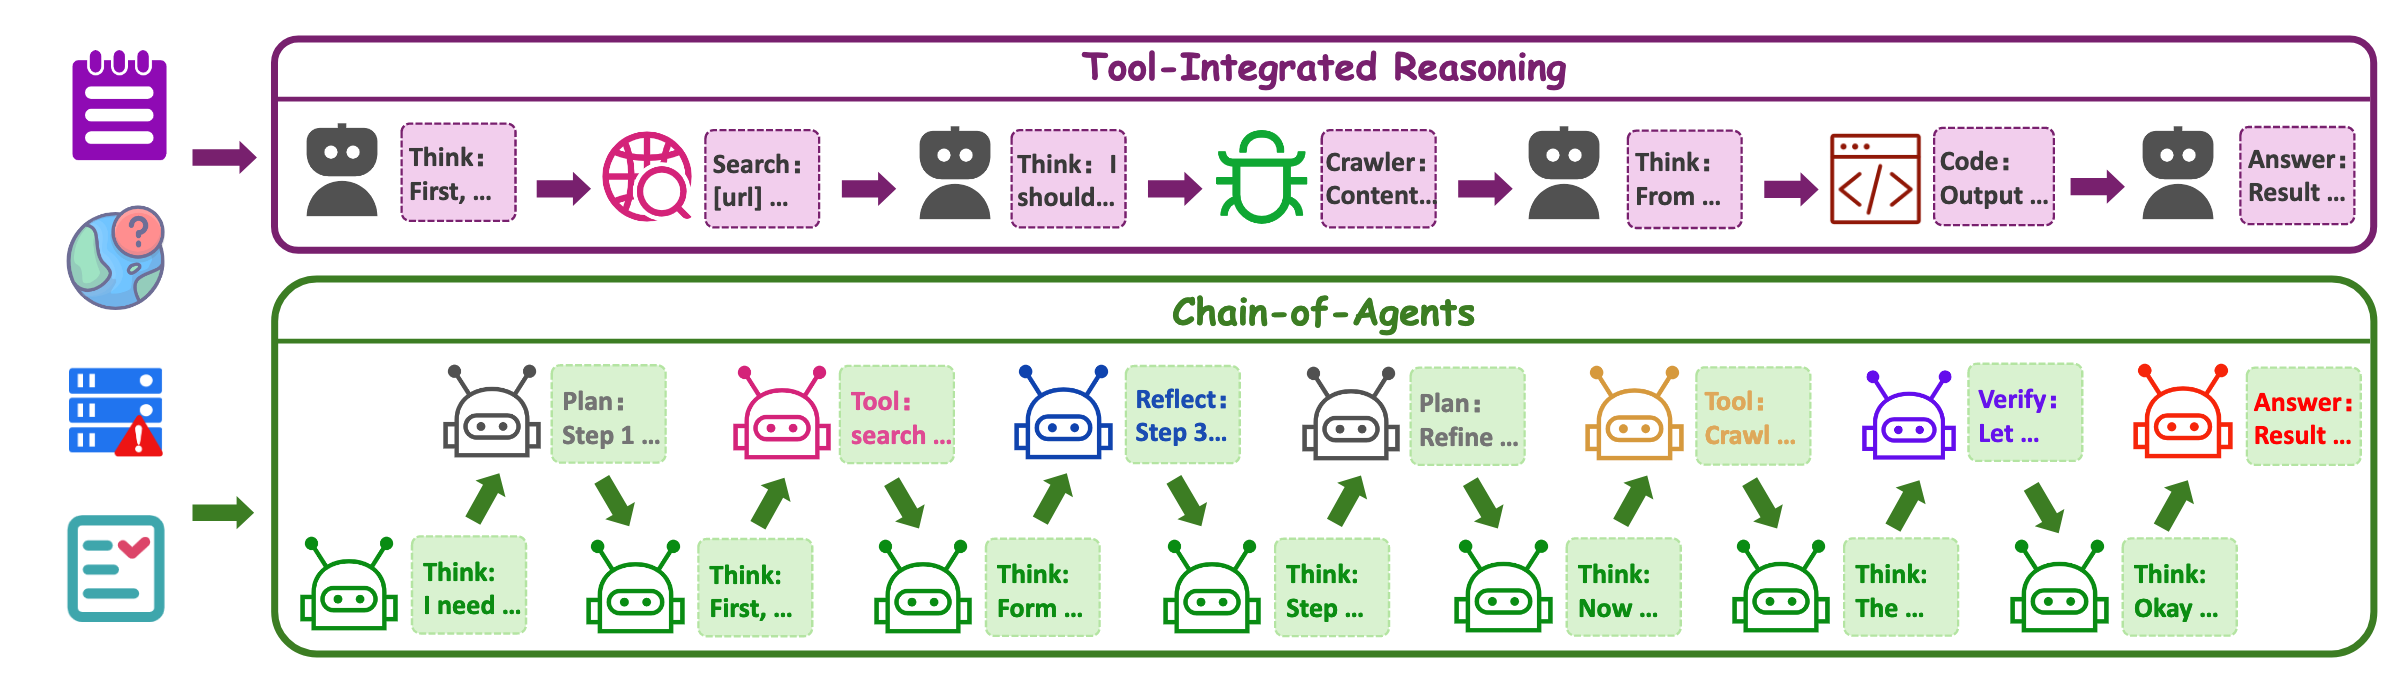 Tool-Integrated Reasoning
Think:
First, ...
Search:
[url] ...
Think: I
should...
Crawler:
Content...
Think:
From ...
Code:
Output ...
Answer:
Result ...
?
!
Chain-of-Agents
Plan:
Step 1 ...
Tool:
search ...
Reflect:
Step 3...
Plan:
Refine ...
Tool:
Crawl ...
Verify:
Let ...
Answer:
Result ...
Think:
I need ...
Think:
First, ...
Think:
Form ...
Think:
Step ...
Think:
Now ...
Think:
The ...
Think:
Okay ...